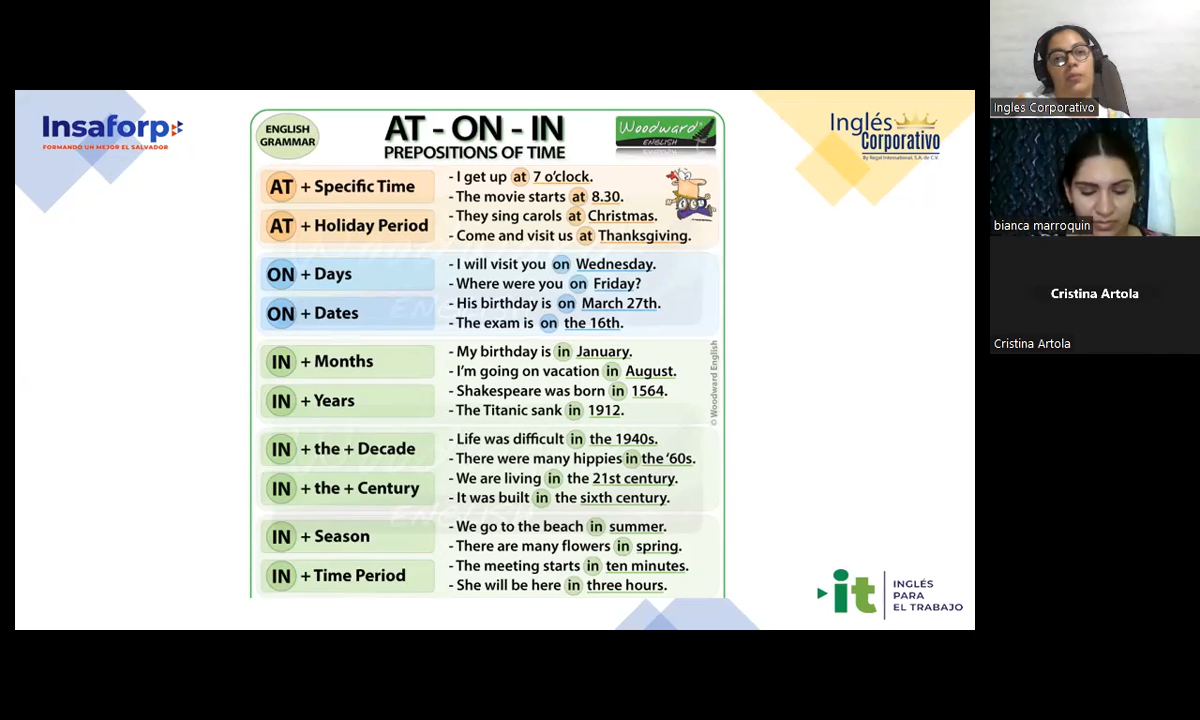 Insaforp
FORMANDO UN MEJOR EL SALVADOR
ENGLISH
GRAMMAR
AT - ON - IN
PREPOSITIONS OF TIME
Woodward®
ENGLISH
Inglés
Corporativo
By Regal International, S.A. de C.V.
AT + Specific Time
- I get up at 7 o'clock.
- The movie starts at 8.30.
AT + Holiday Period
- They sing carols at Christmas.
- Come and visit us at Thanksgiving.
ON + Days
- I will visit you on Wednesday.
- Where were you on Friday?
ON + Dates
- His birthday is on March 27th.
- The exam is on the 16th.
IN + Months
- My birthday is in January.
- I'm going on vacation in August.
IN + Years
- Shakespeare was born in 1564.
- The Titanic sank in 1912.
IN + the + Decade
- Life was difficult in the 1940s.
- There were many hippies in the '60s.
IN + the + Century
- We are living in the 21st century.
- It was built in the sixth century.
IN + Season
- We go to the beach in summer.
- There are many flowers in spring.
IN + Time Period
- The meeting starts in ten minutes.
- She will be here in three hours.
© Woodward English
it
INGLÉS
PARA
EL TRABAJO
Ingles Corporativo
bianca marroquin
Cristina Artola
Cristina Artola